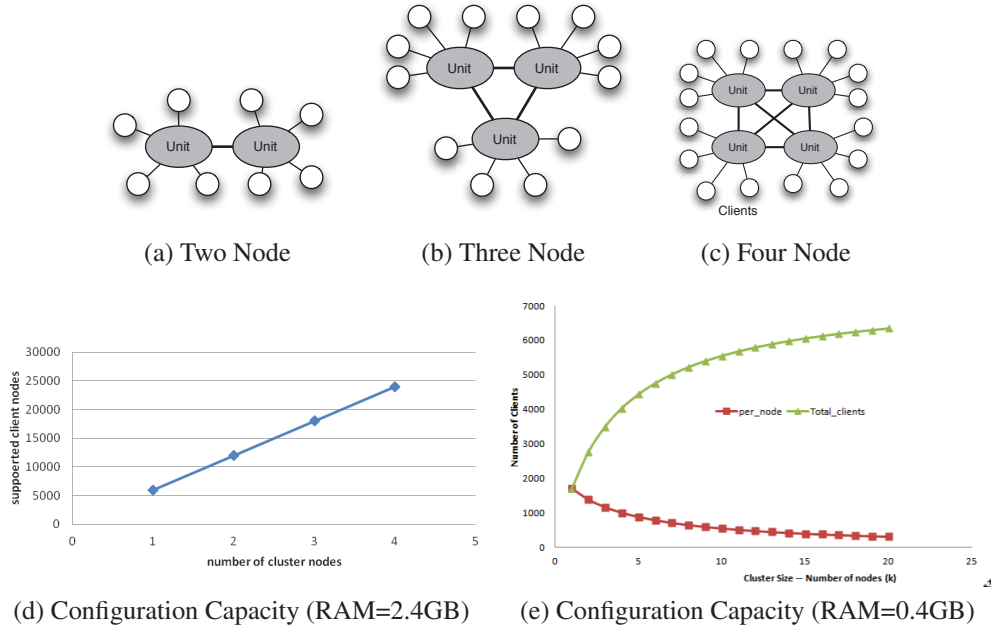 Unit
Unit
Unit
Unit
Unit
Unit
Unit
Unit
Unit
Clients
(a) Two Node
(b) Three Node
(c) Four Node
suppoerted client nodes
30000
25000
20000
15000
10000
5000
0
0 1 2 3 4 5
number of cluster nodes
(d) Configuration Capacity (RAM=2.4GB)
Number of Clients
7000
6000
5000
4000
3000
2000
1000
0
per_node Total_clients
0 5 10 15 20 25
Cluster Size — Number of nodes (k)
(e) Configuration Capacity (RAM=0.4GB)